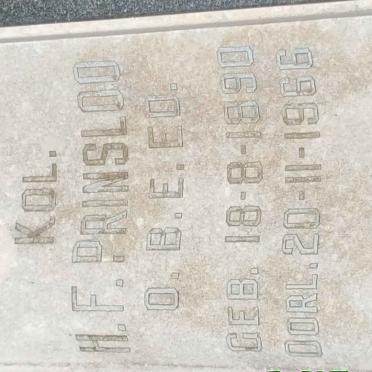 KOL.
H.F. PRINSLOO
O.B.E. ED.
GEB. 18-8-1890
OORL. 20-11-1966